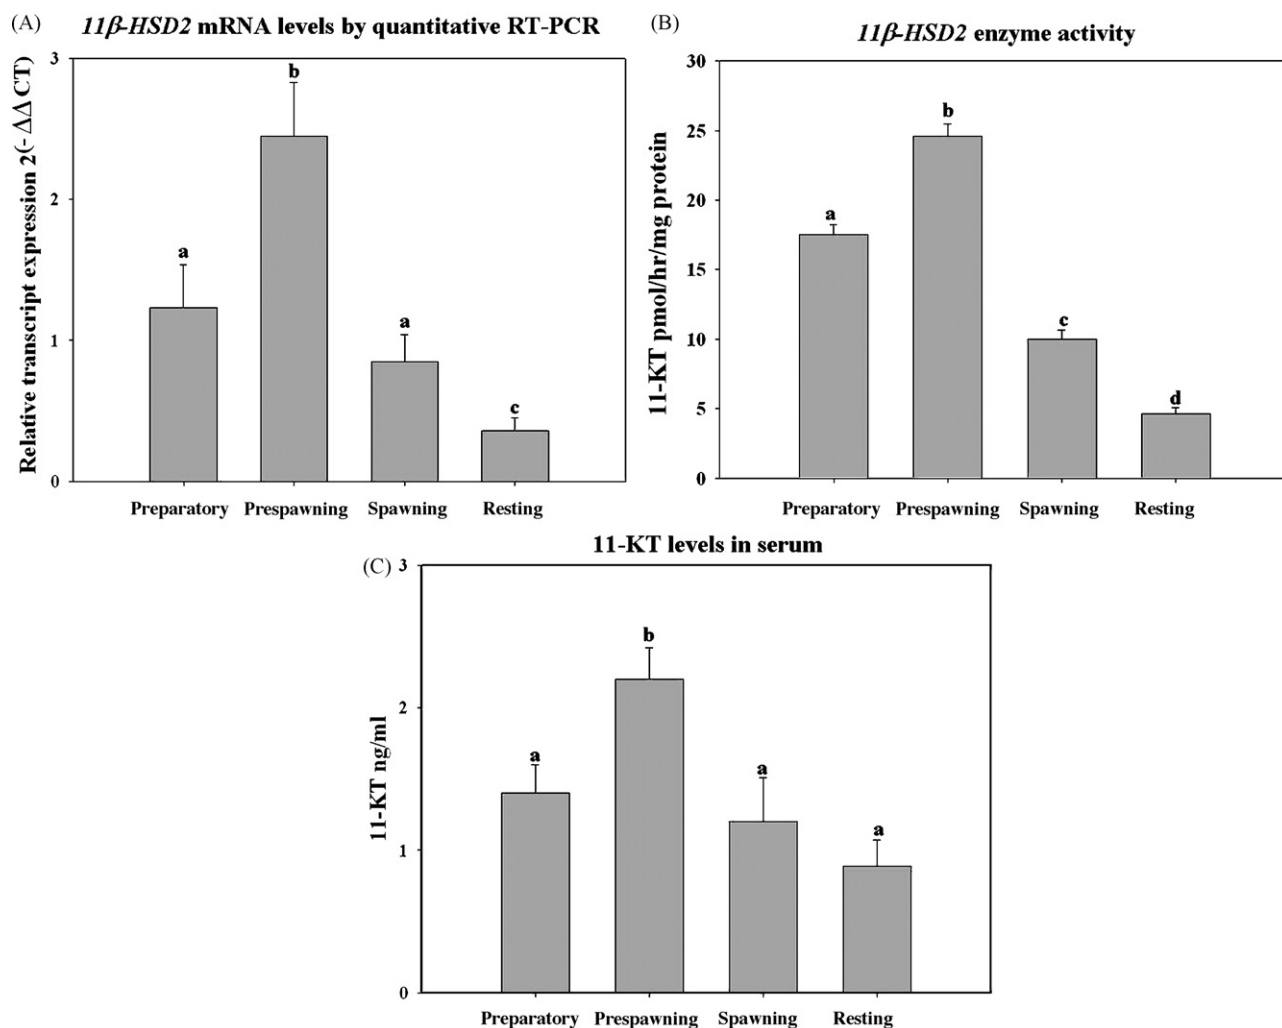 (A)
11β-HSD2 mRNA levels by quantitative RT-PCR
Relative transcript expression 2(- ΔΔ CT)
3
2
1
0
a
b
a
c
Preparatory Prespawning Spawning Resting
(B)
11β-HSD2 enzyme activity
11-KT pmol/hr/mg protein
30
25
20
15
10
5
0
a
b
c
d
Preparatory Prespawning Spawning Resting
(C)
11-KT levels in serum
11-KT ng/ml
3
2
1
0
a
b
a
a
Preparatory Prespawning Spawning Resting